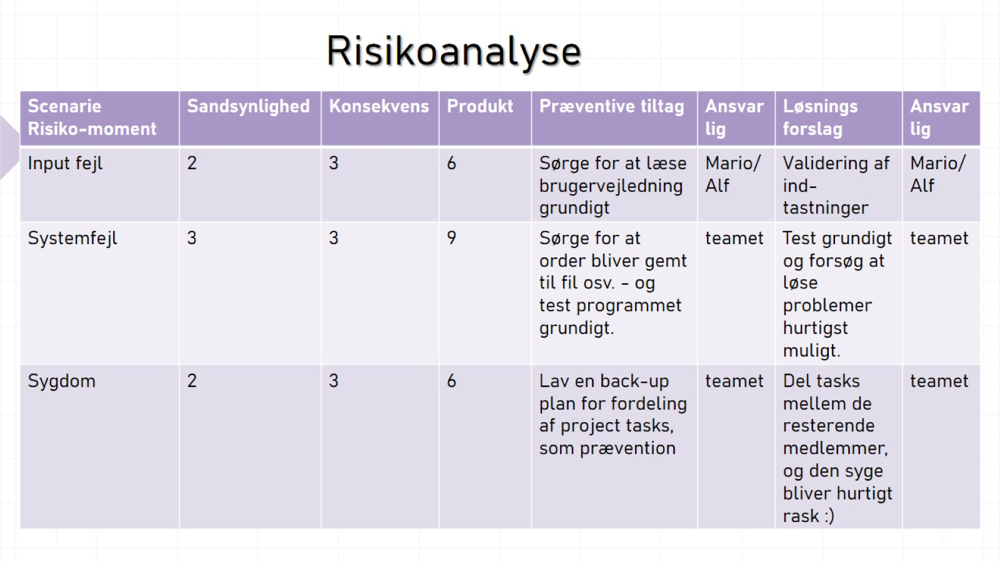 Risikoanalyse
Scenarie
Risiko-moment
Sandsynlighed
Konsekvens
Produkt
Præventive tiltag
Ansvar
lig
Løsnings
forslag
Ansvar
lig
Input fejl
2
3
6
Sørge for at læse
brugervejledning
grundigt
Mario/
Alf
Validering af
ind-
tastninger
Mario/
Alf
Systemfejl
3
3
9
Sørge for at
order bliver gemt
til fil osv. - og
test programmet
grundigt.
teamet
Test grundigt
og forsøg at
løse
problemer
hurtigst
muligt.
teamet
Sygdom
2
3
6
Lav en back-up
plan for fordeling
af project tasks,
som prævention
teamet
Del tasks
mellem de
resterende
medlemmer,
og den syge
bliver hurtigt
rask :)
teamet